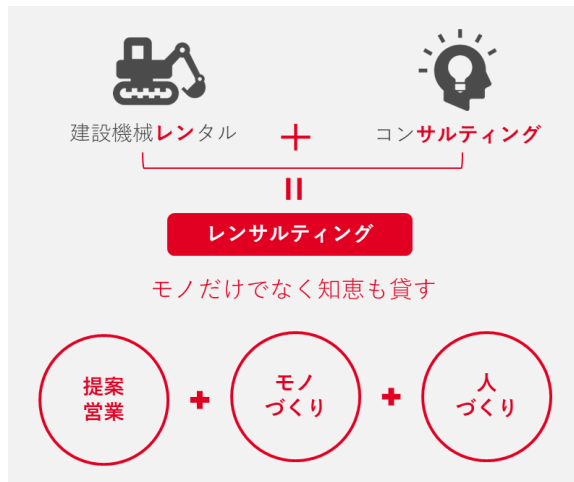 建設機械レンタル
+
コンサルティング
=
レンサルティング
モノだけでなく知恵も貸す
提案
営業
+
モノ
づくり
+
人
づくり